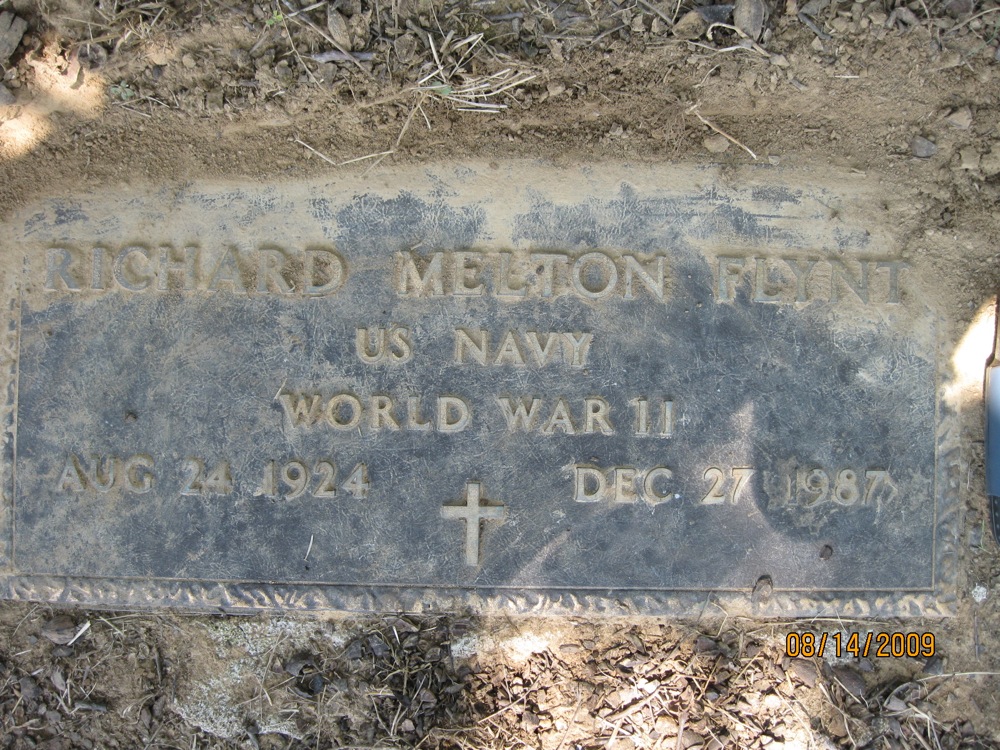 RICHARD MELTON FLYNT
US NAVY
WORLD WAR II
AUG 24 1924 DEC 27 1987
08/14/2009